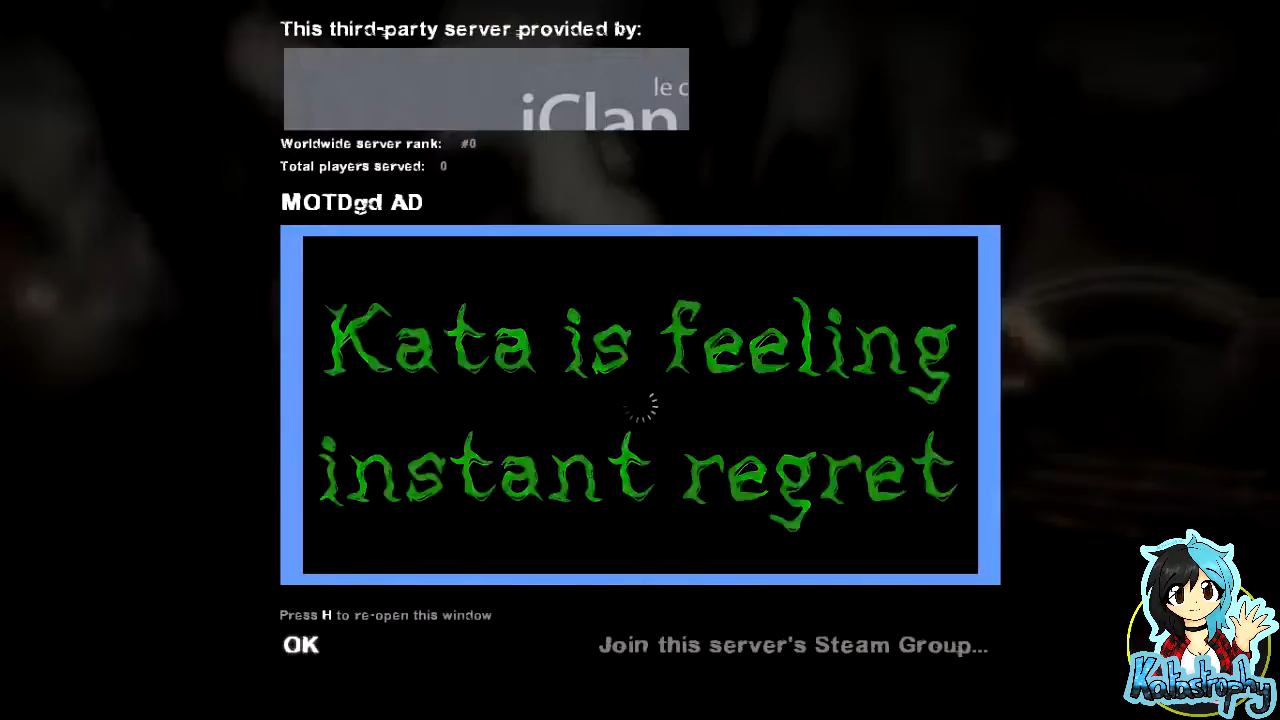 This third-party server provided by:
le c
iClan
Worldwide server rank: #0
Total players served: 0
MOTDgd AD
Kata is feeling
instant regret
Press H to re-open this window
OK
Join this server's Steam Group...
Katastrophy